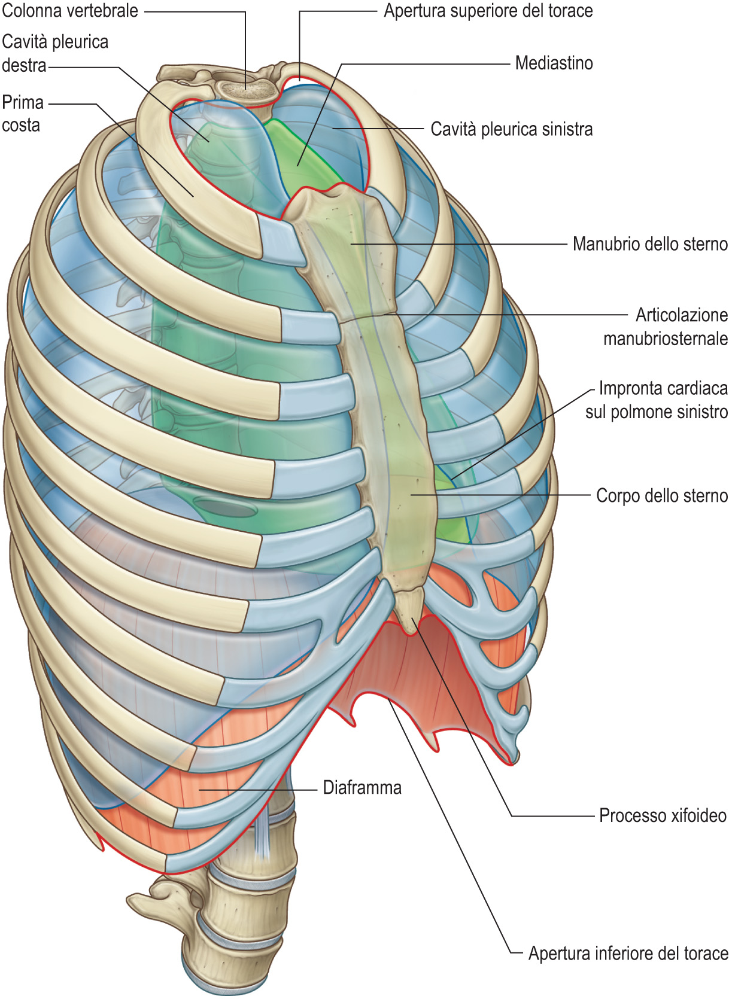 Colonna vertebrale
Apertura superiore del torace
Cavità pleurica
destra
Mediastino
Prima
costa
Cavità pleurica sinistra
Manubrio dello sterno
Articolazione
manubriosternale
Impronta cardiaca
sul polmone sinistro
Corpo dello sterno
Diaframma
Processo xifoideo
Apertura inferiore del torace